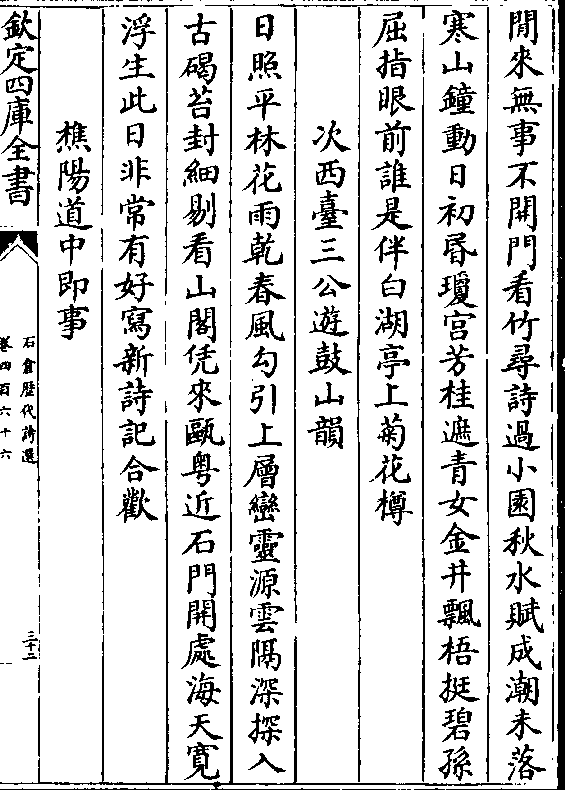 閒來無事不開門看竹尋詩過小園秋水賦成潮未落
寒山鐘動日初昏瓊宫芳桂遮青女金井飄梧挺碧孫
屈指眼前誰是伴白湖亭上菊花樽
次西臺三公遊鼓山韻
日照平林花雨乾春風勾引上層巒靈源雲隔深探入
古碣苔封細剔看山閣凭來甌粤近石門開處海天寬
浮生此日非常有好寫新詩記合歡
樵陽道中即事
欽定四庫全書
石倉歴代詩選
卷四百六十六
三十二